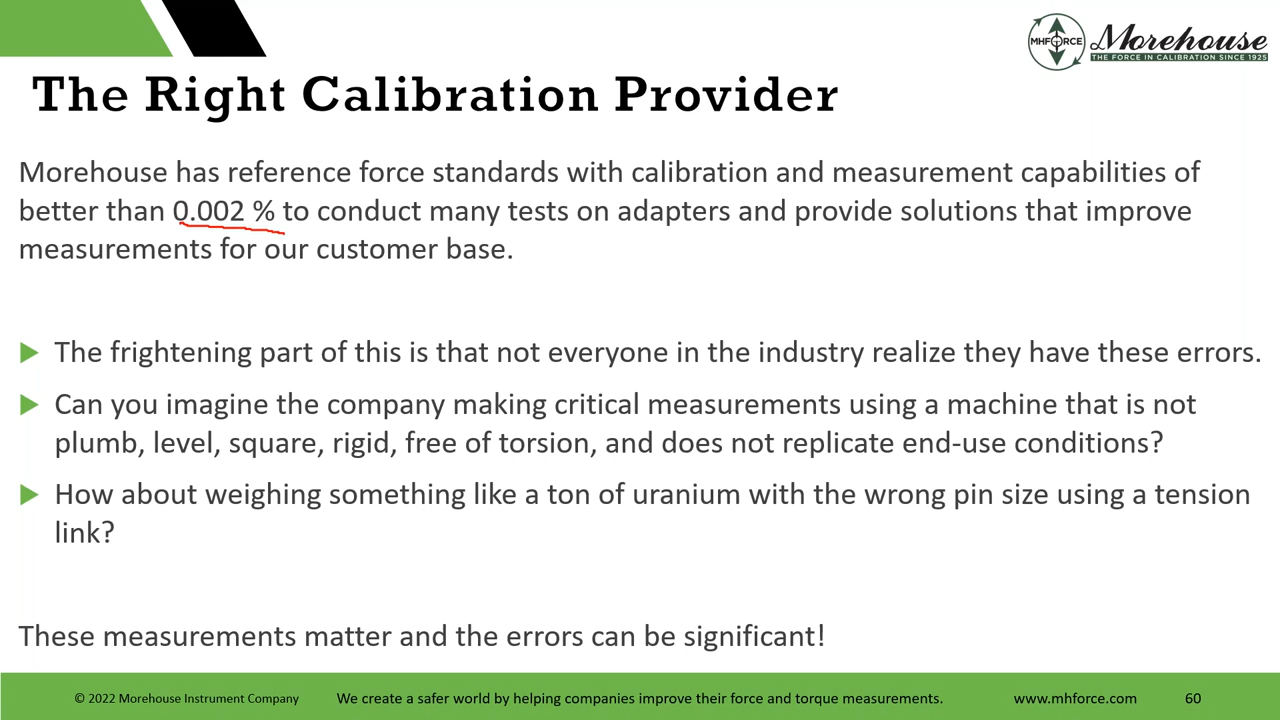 MHFORCE
Morehouse
THE FORCE IN CALIBRATION SINCE 1925
The Right Calibration Provider
Morehouse has reference force standards with calibration and measurement capabilities of
better than 0.002 % to conduct many tests on adapters and provide solutions that improve
measurements for our customer base.
The frightening part of this is that not everyone in the industry realize they have these errors.
Can you imagine the company making critical measurements using a machine that is not
plumb, level, square, rigid, free of torsion, and does not replicate end-use conditions?
How about weighing something like a ton of uranium with the wrong pin size using a tension
link?
These measurements matter and the errors can be significant!
© 2022 Morehouse Instrument Company We create a safer world by helping companies improve their force and torque measurements. www.mhforce.com 60